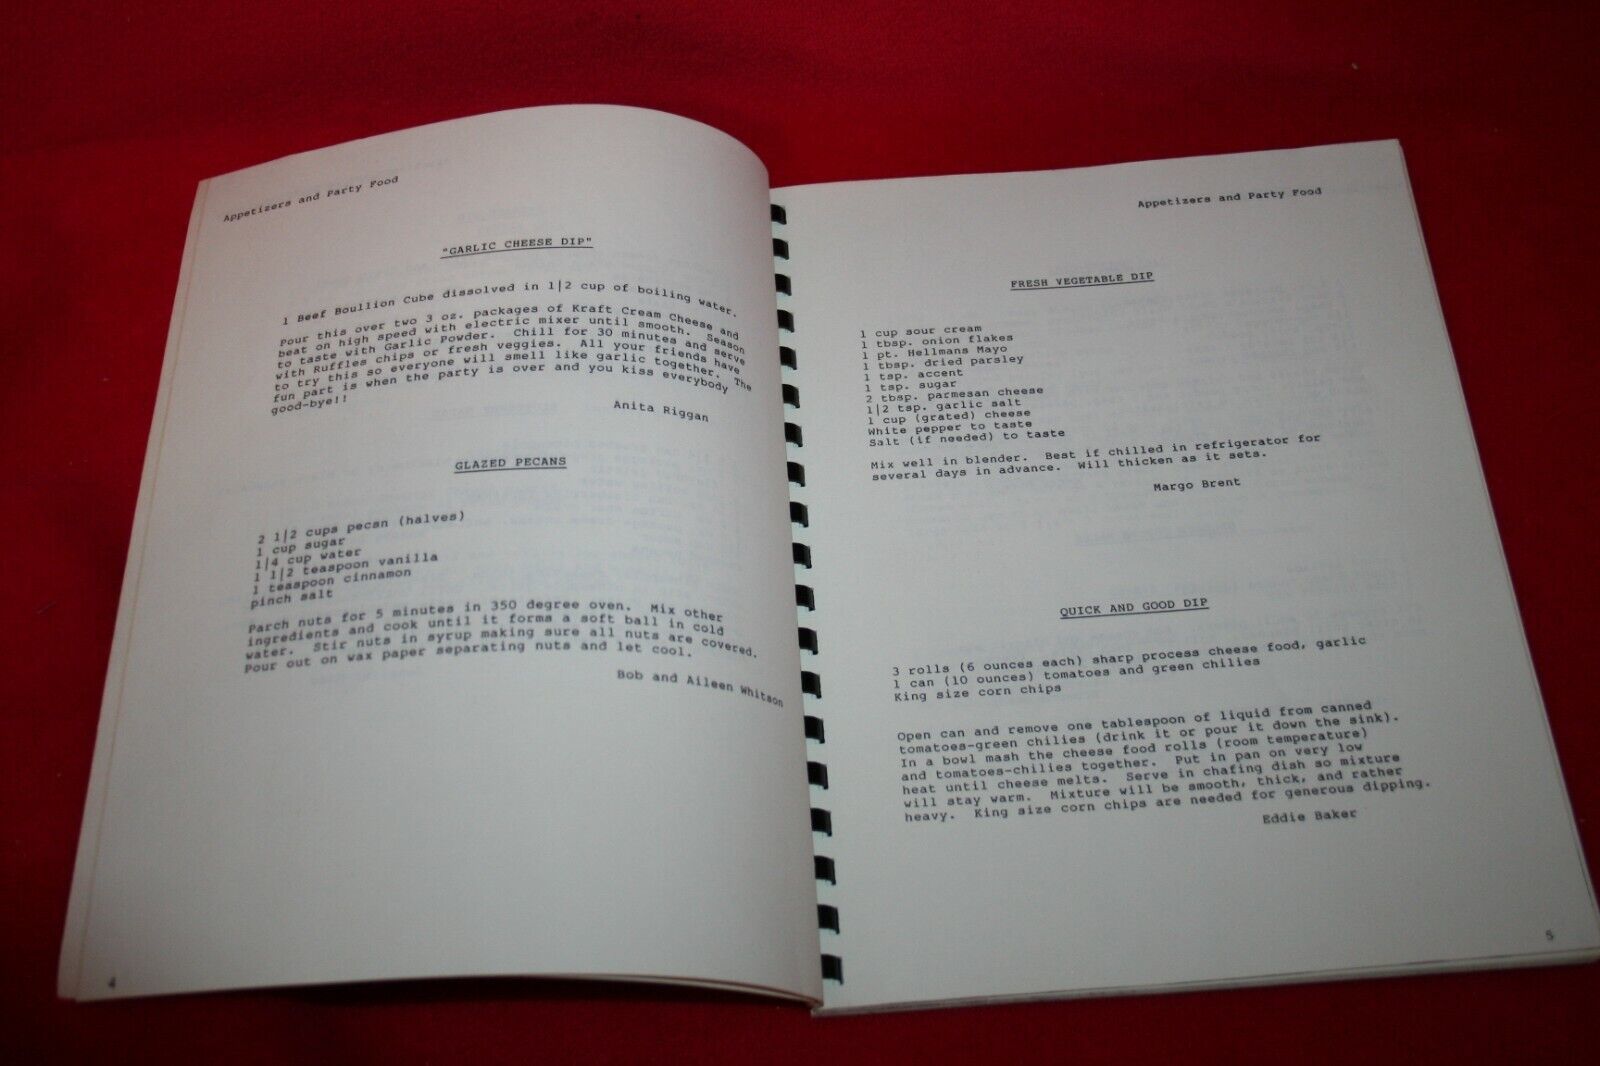 Appetizers and Party Food
"GARLIC CHEESE DIP"
1 Beef Boullion Cube dissolved in 1|2 cup of boiling water.
Pour this over two 3 oz. packages of Kraft Cream Cheese and
beat on high speed with electric mixer until smooth. Season
to taste with Garlic Powder. Chill for 30 minutes and serve
with Ruffles chips or fresh veggies. All your friends have
to try this so everyone will smell like garlic together. The
fun part is when the party is over and you kiss everybody
good-bye!!
Anita Riggan
GLAZED PECANS
2 1|2 cups pecan (halves)
1 cup sugar
1|4 cup water
1 1|2 teaspoon vanilla
1 teaspoon cinnamon
pinch salt
Parch nuts for 5 minutes in 350 degree oven. Mix other
ingredients and cook until it forms a soft ball in cold
water. Stir nuts in syrup making sure all nuts are covered.
Pour out on wax paper separating nuts and let cool.
Bob and Aileen Whitson
4
Appetizers and Party Food
FRESH VEGETABLE DIP
1 cup sour cream
1 tbsp. onion flakes
1 pt. Hellmans Mayo
1 tbsp. dried parsley
1 tsp. accent
1 tsp. sugar
2 tbsp. parmesan cheese
1|2 tsp. garlic salt
1 cup (grated) cheese
White pepper to taste
Salt (if needed) to taste
Mix well in blender. Best if chilled in refrigerator for
several days in advance. Will thicken as it sets.
Margo Brent
QUICK AND GOOD DIP
3 rolls (6 ounces each) sharp process cheese food, garlic
1 can (10 ounces) tomatoes and green chilies
King size corn chips
Open can and remove one tablespoon of liquid from canned
tomatoes-green chilies (drink it or pour it down the sink).
In a bowl mash the cheese food rolls (room temperature)
and tomatoes-chilies together. Put in pan on very low
heat until cheese melts. Serve in chafing dish so mixture
will stay warm. Mixture will be smooth, thick, and rather
heavy. King size corn chips are needed for generous dipping.
Eddie Baker
5